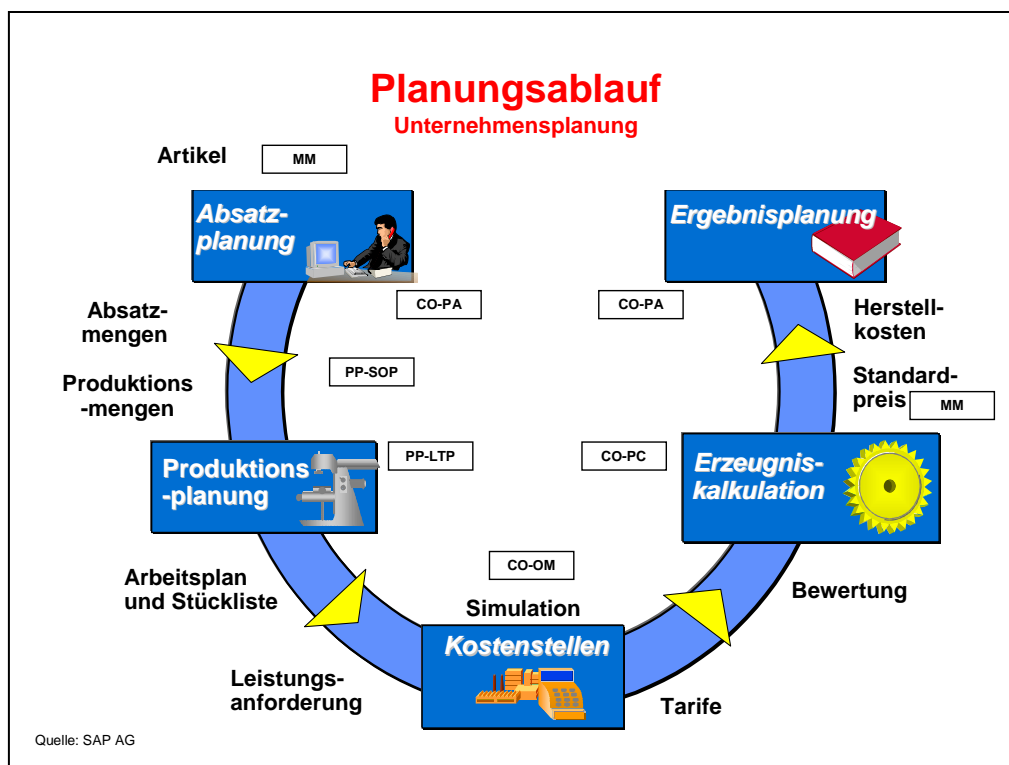 Planungsablauf
Unternehmensplanung
Artikel
MM
Absatz-
planung
Ergebnisplanung
CO-PA
CO-PA
Absatz-
mengen
Herstell-
kosten
PP-SOP
Produktions
-mengen
Standard-
preis
MM
Produktions
-planung
PP-LTP
CO-PC
Erzeugnis-
kalkulation
CO-OM
Arbeitsplan
und Stückliste
Simulation
Bewertung
Kostenstellen
Leistungs-
anforderung
Tarife
Quelle: SAP AG